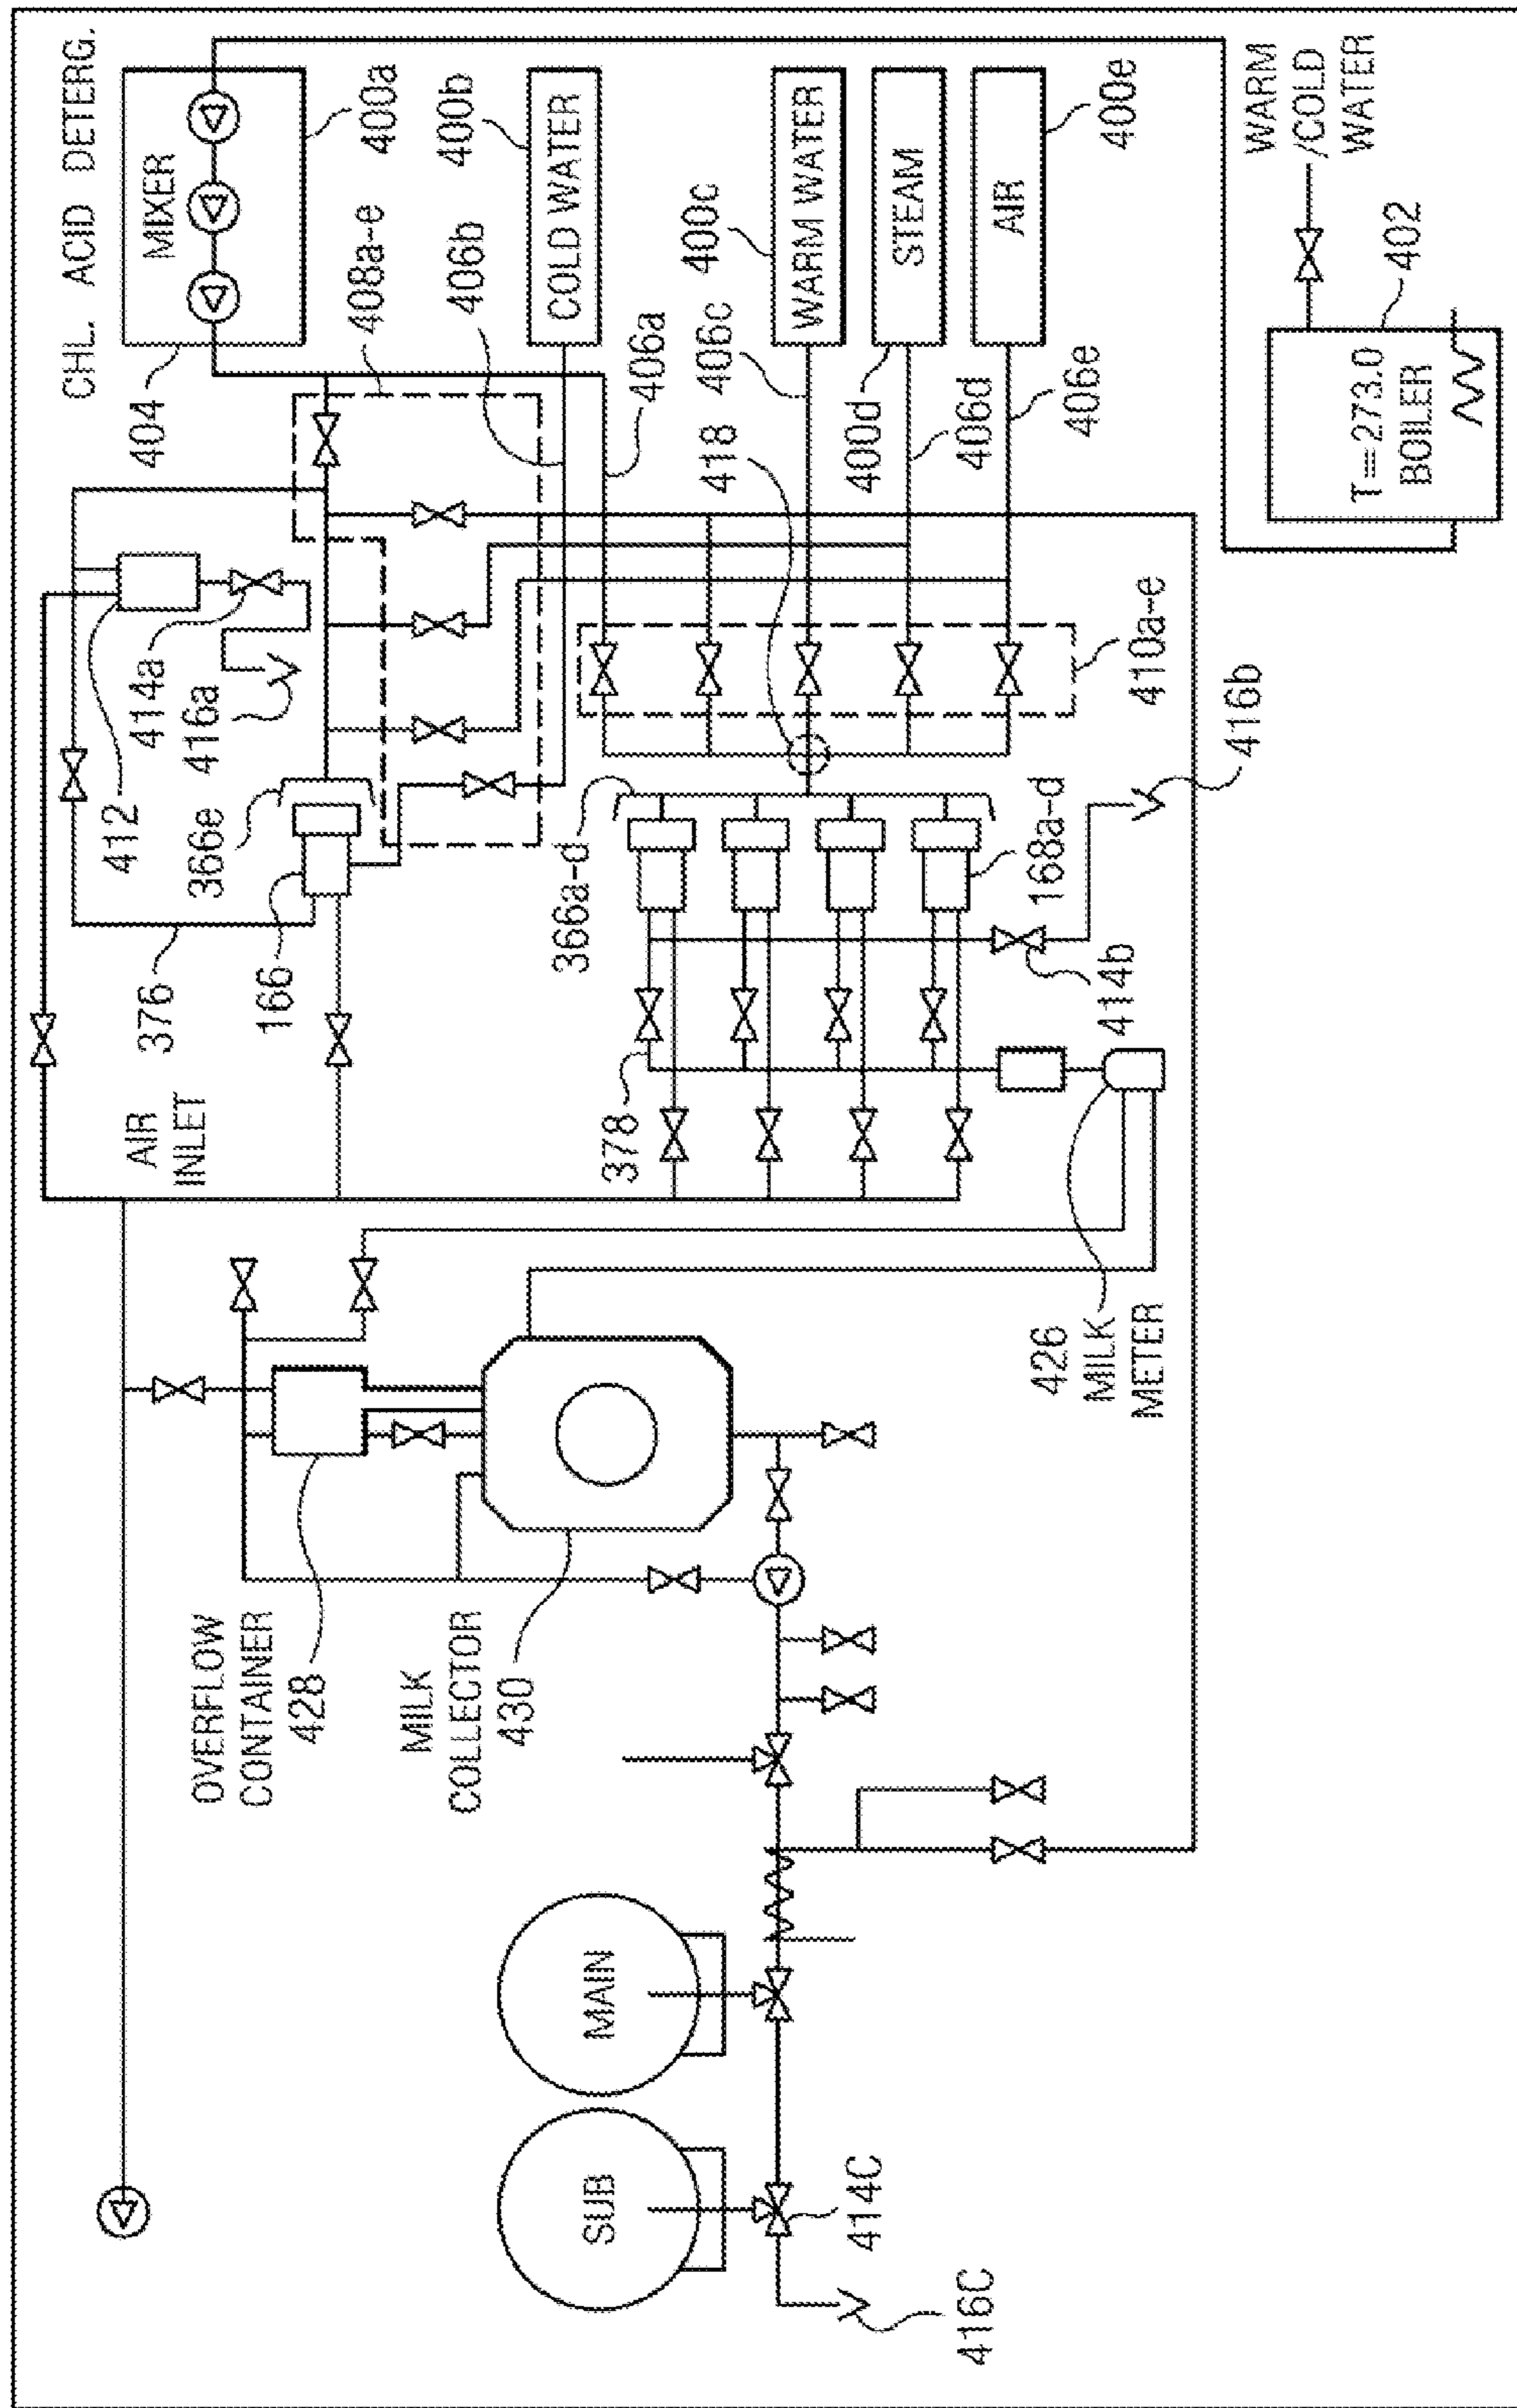 CHL. ACID DETERG.
404
MIXER
400a
408a-e
406b
COLD WATER
400b
406a
412
414a
416a
376
366e
166
AIR
INLET
400c
WARM WATER
406c
418
STEAM
400d
406d
AIR
400e
406e
410a-e
416b
366a-d
168a-d
414b
378
WARM
/COLD
WATER
402
T=273.0
BOILER
OVERFLOW
CONTAINER
428
MILK
COLLECTOR
430
426
MILK
METER
MAIN
SUB
414C
416C